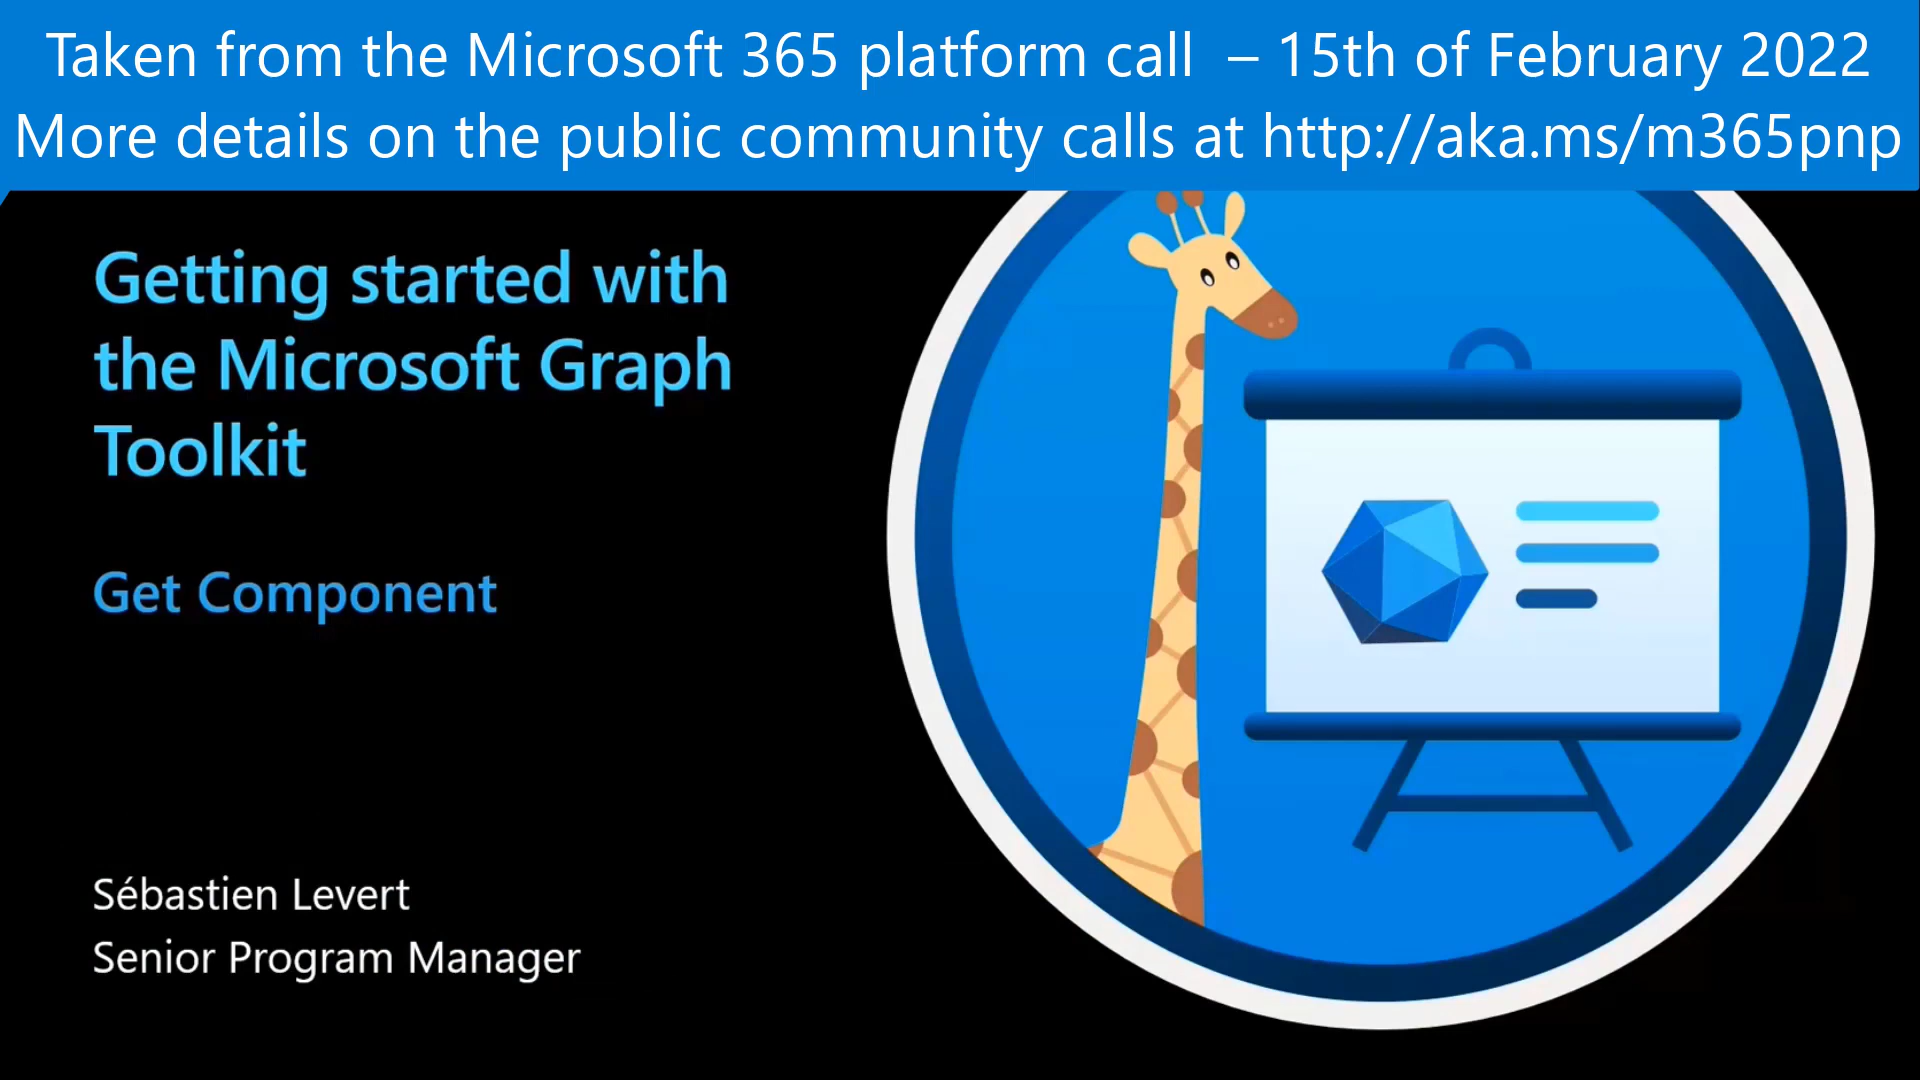 Taken from the Microsoft 365 platform call – 15th of February 2022
More details on the public community calls at http://aka.ms/m365pnp
Getting started with
the Microsoft Graph
Toolkit
Get Component
Sébastien Levert
Senior Program Manager